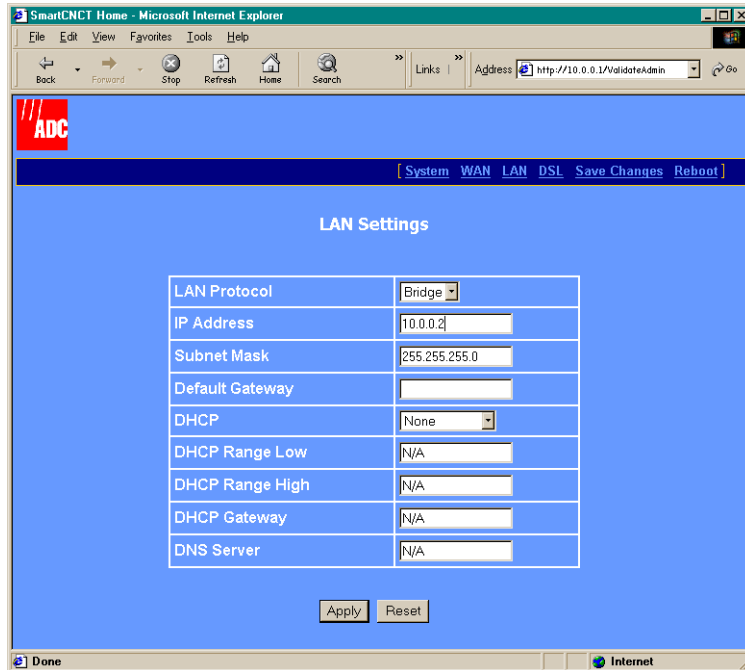 SmartCNCT Home - Microsoft Internet Explorer
File Edit View Favorites Tools Help
Back Forward Stop Refresh Home Search » Links » Address http://10.0.0.1/ValidateAdmin Go
ADC
[ System WAN LAN DSL Save Changes Reboot ]
LAN Settings
LAN Protocol Bridge
IP Address 10.0.0.2
Subnet Mask 255.255.255.0
Default Gateway
DHCP None
DHCP Range Low N/A
DHCP Range High N/A
DHCP Gateway N/A
DNS Server N/A
Apply Reset
Done Internet